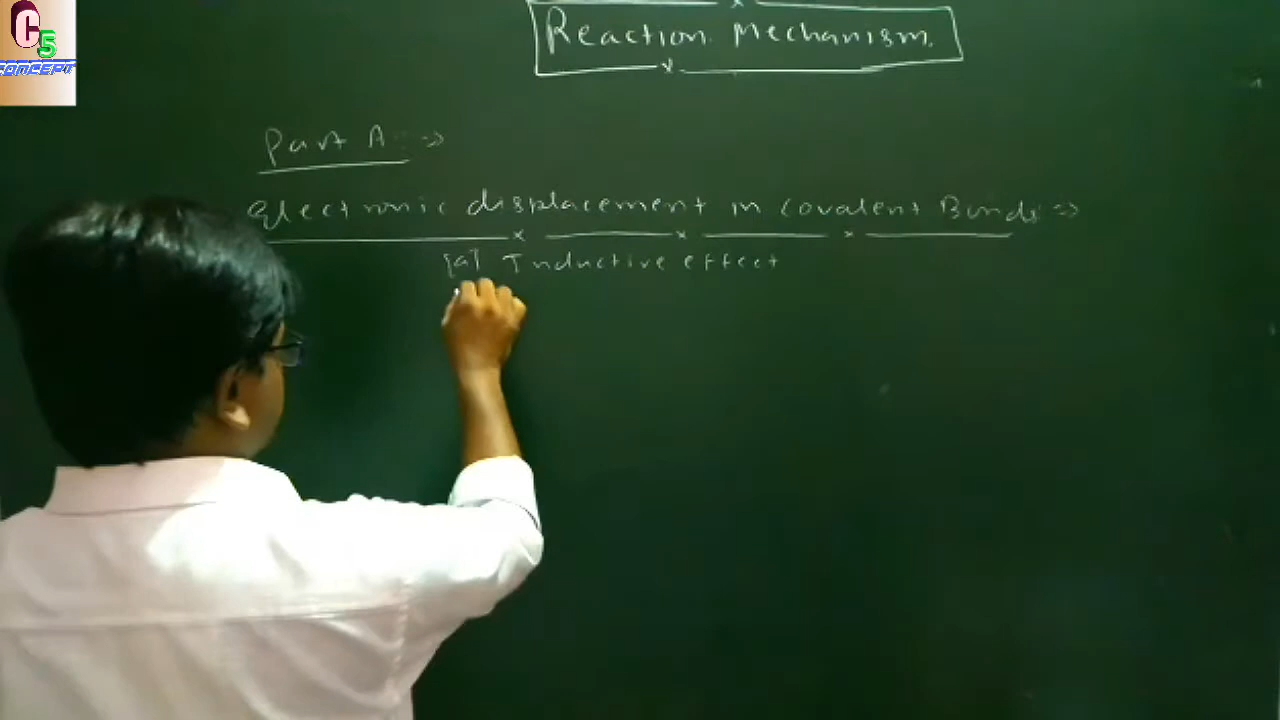 C5
CONCEPT
Reaction Mechanism.
Part A :⇒
Electronic displacement in Covalent Bonds :⇒
[a] Inductive effect